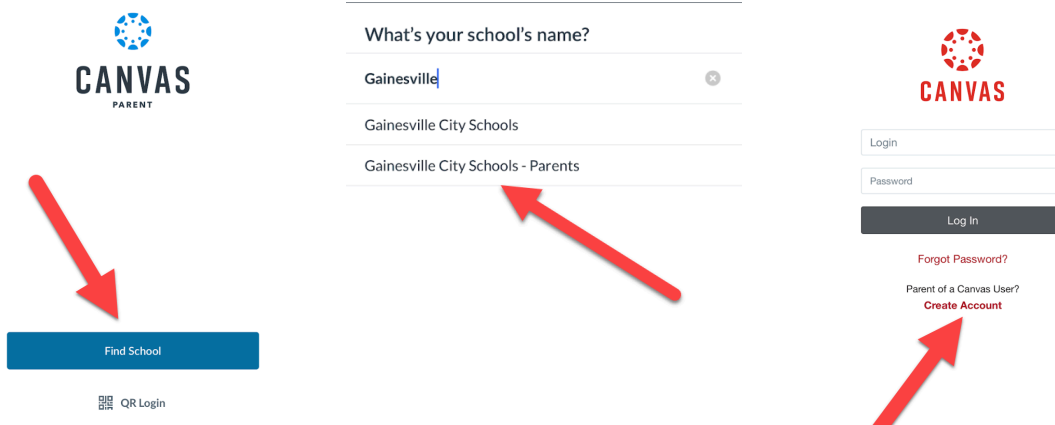 CANVAS
PARENT
Find School
QR Login
What's your school's name?
Gainesville
Gainesville City Schools
Gainesville City Schools - Parents
CANVAS
Login
Password
Log In
Forgot Password?
Parent of a Canvas User?
Create Account